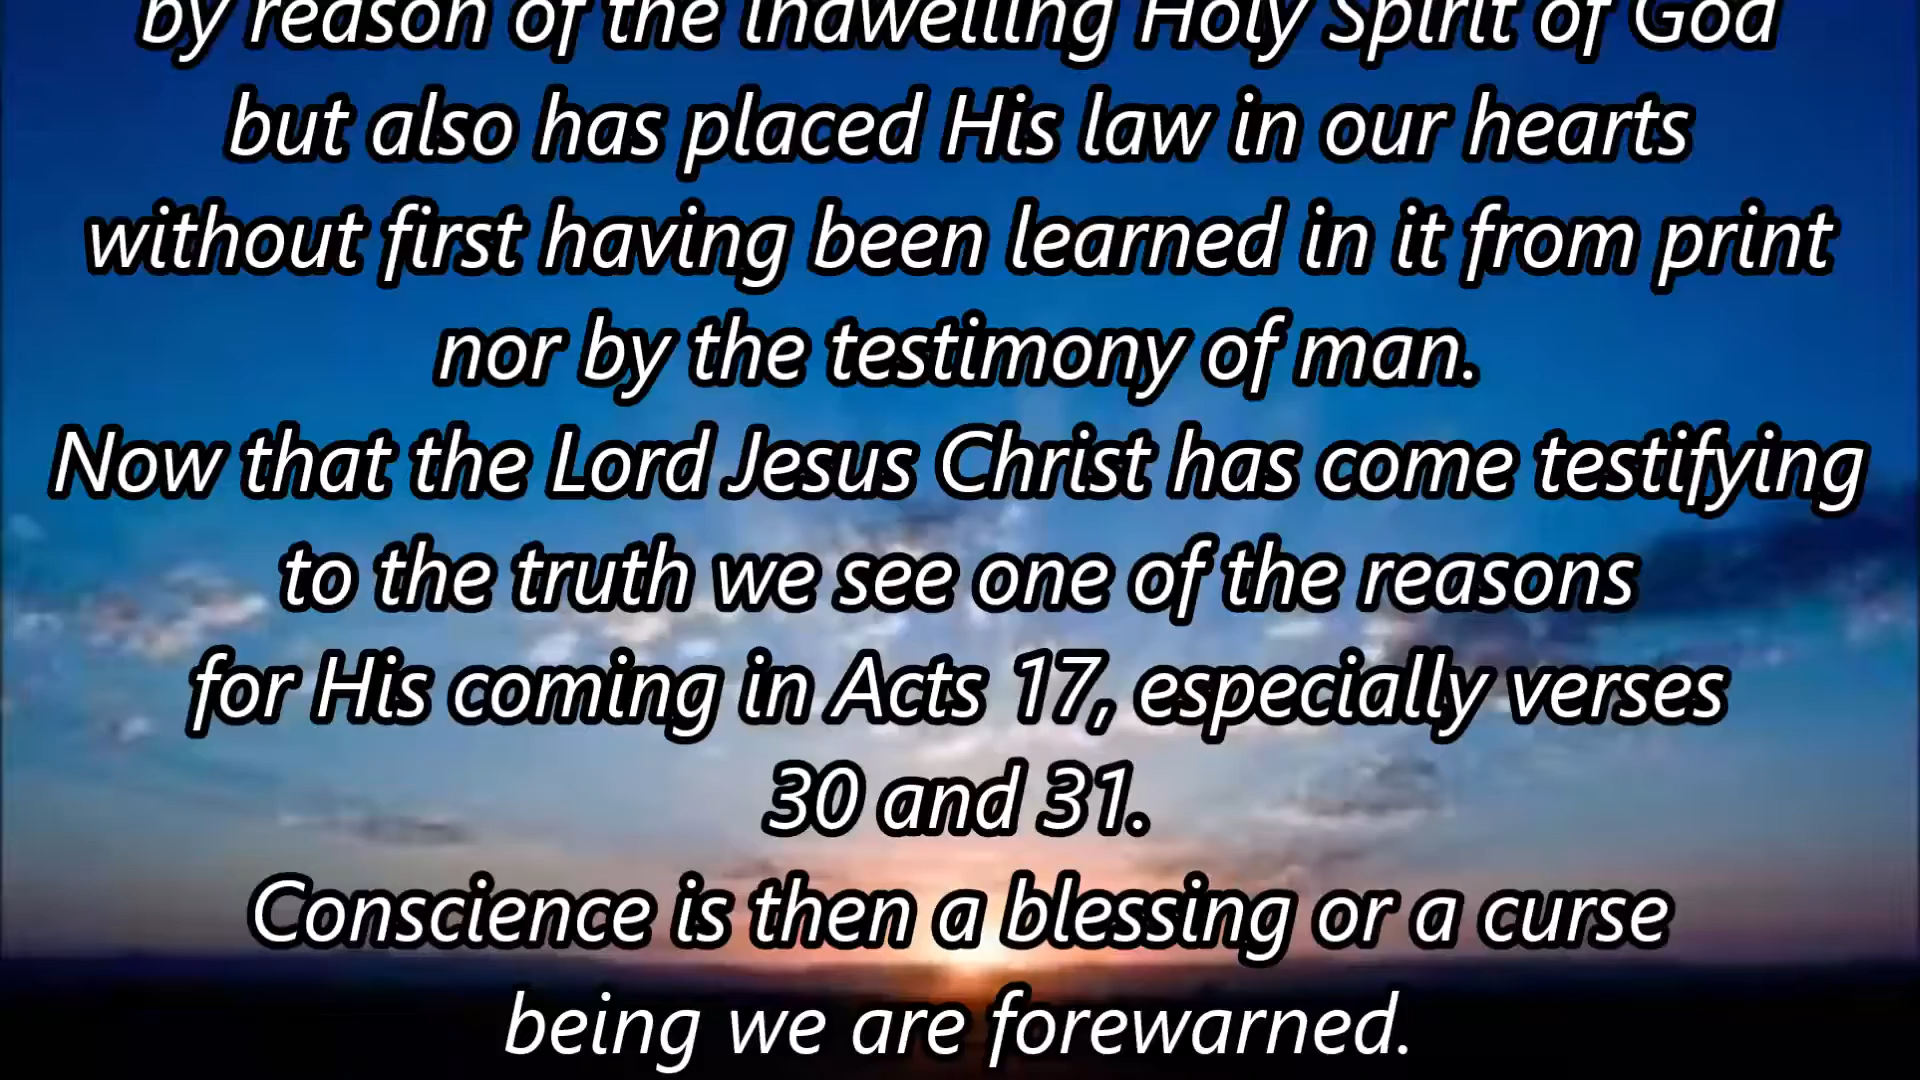 by reason of the indwelling Holy Spirit of God
but also has placed His law in our hearts
without first having been learned in it from print
nor by the testimony of man.
Now that the Lord Jesus Christ has come testifying
to the truth we see one of the reasons
for His coming in Acts 17, especially verses
30 and 31.
Conscience is then a blessing or a curse
being we are forewarned.